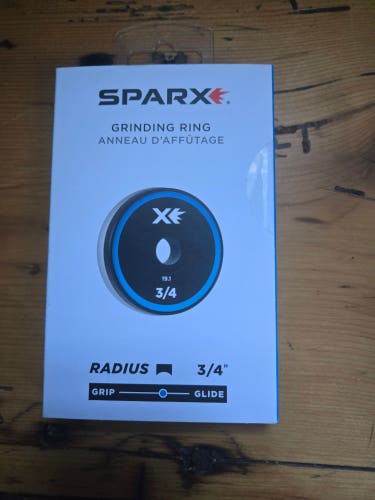 SPARX
GRINDING RING
ANNEAU D'AFFÛTAGE
X
19.1
3/4
RADIUS 3/4"
GRIP GLIDE